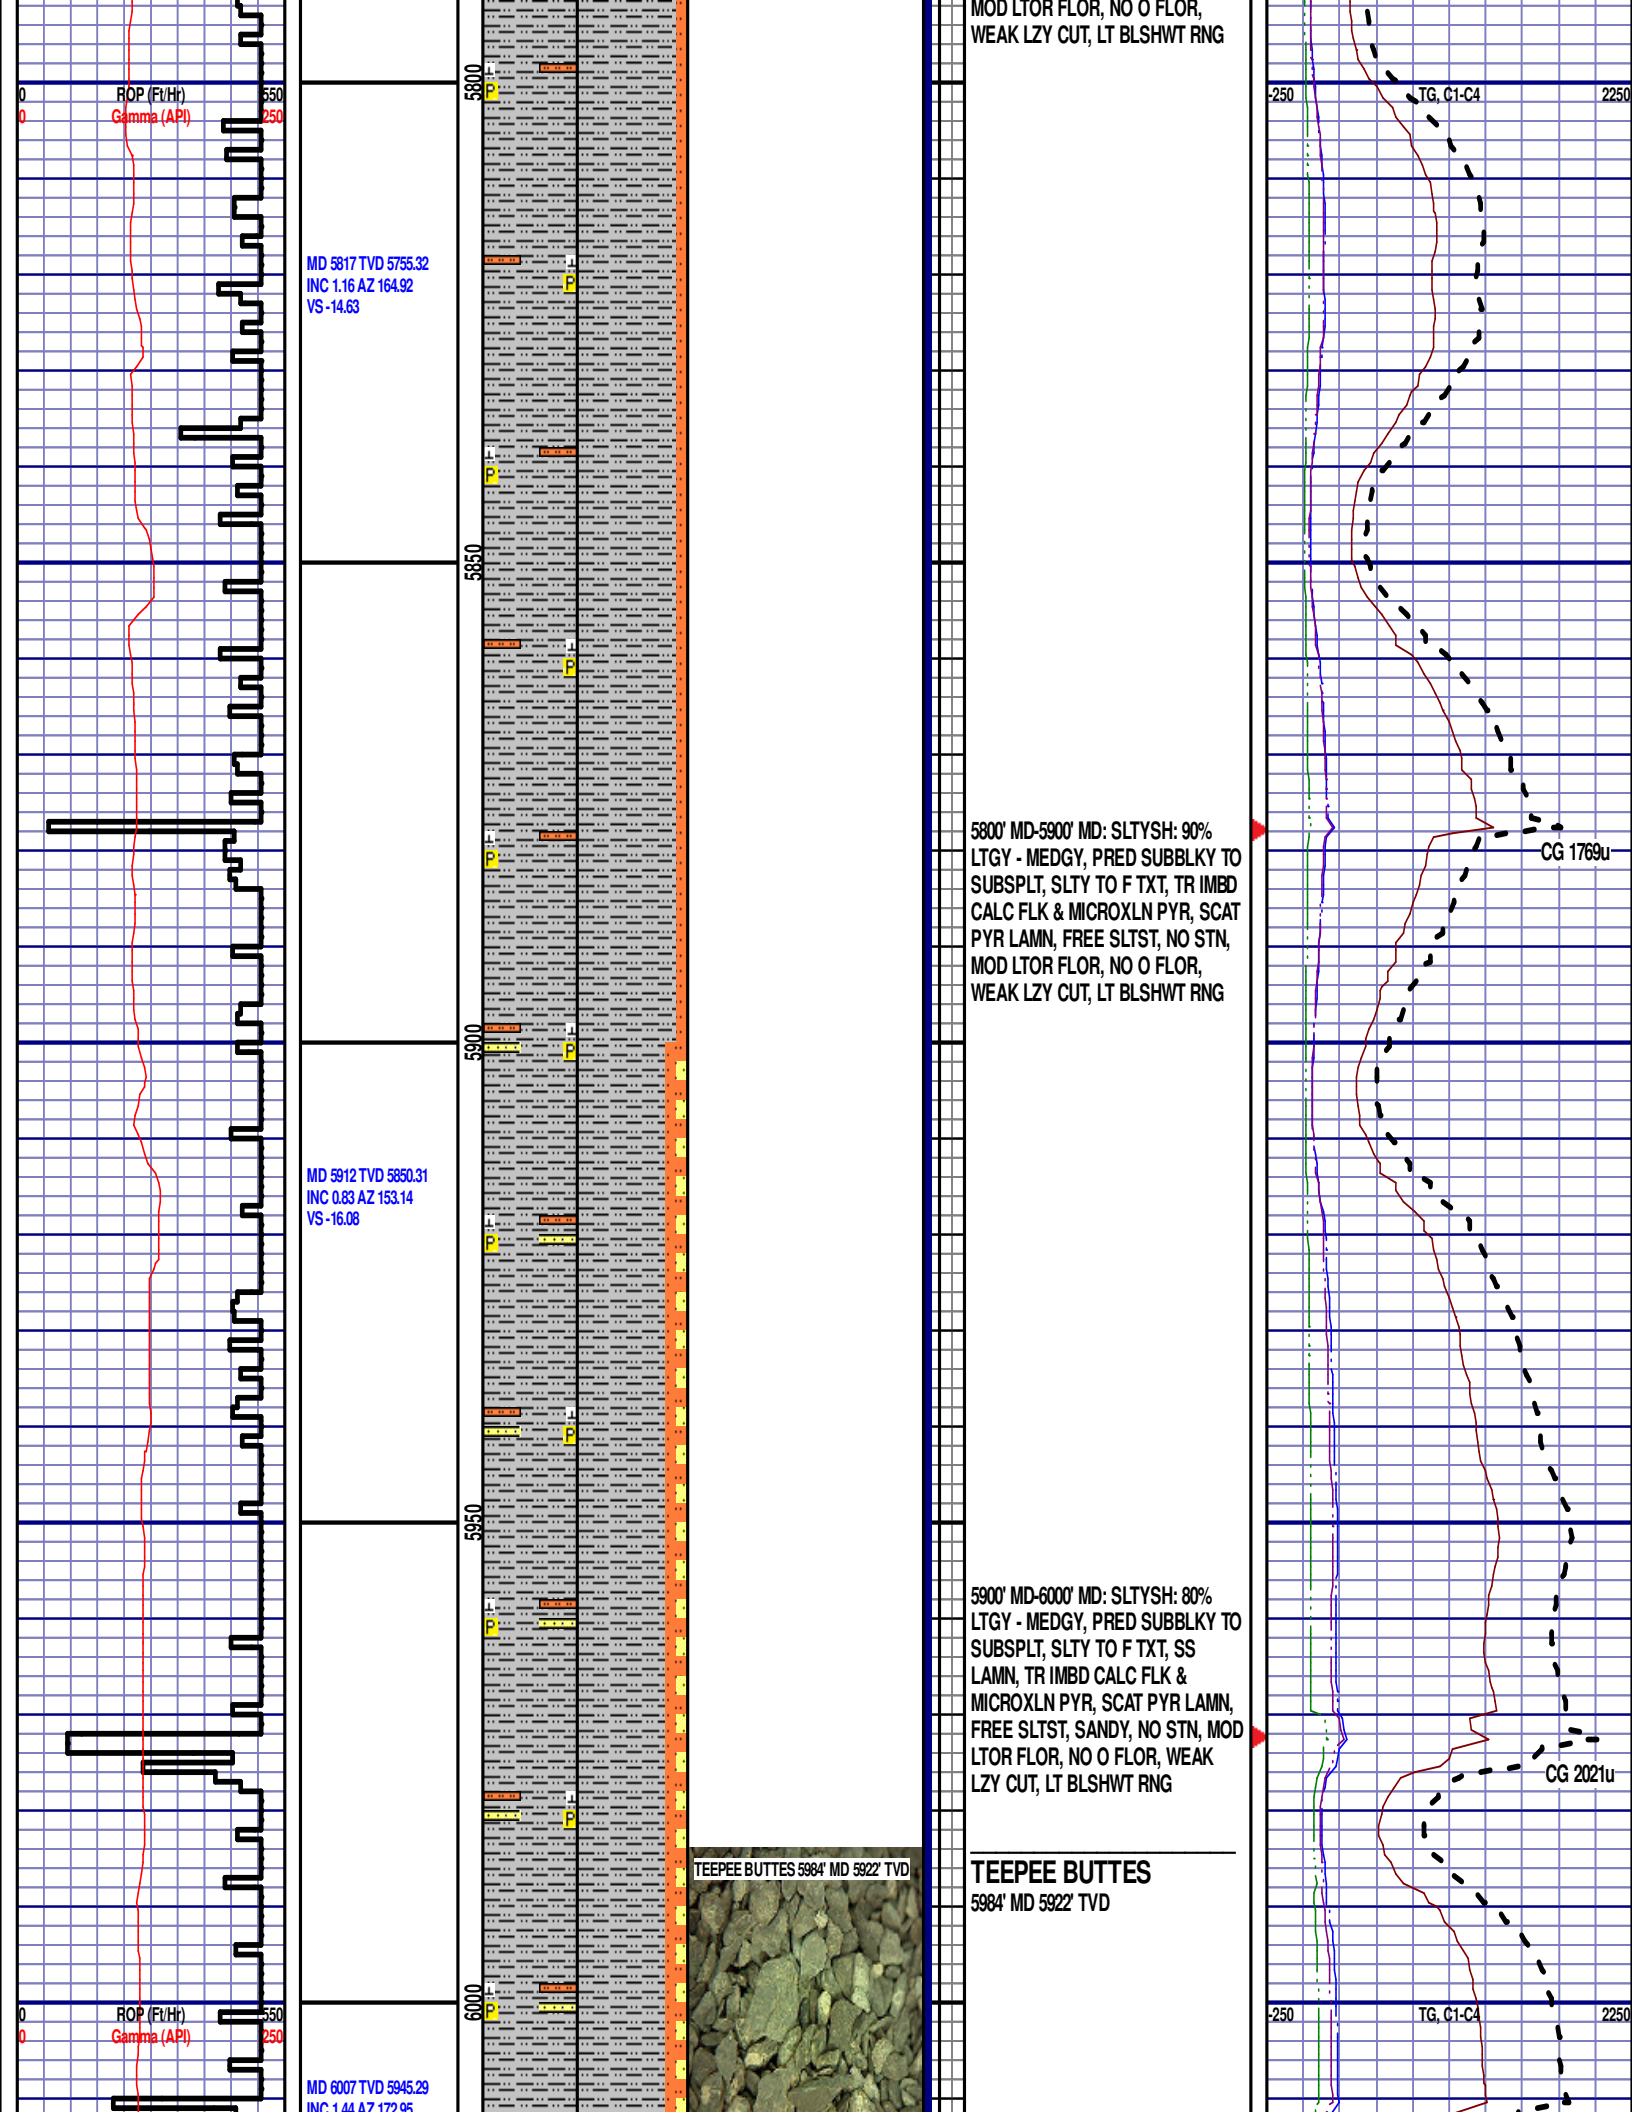 MOD LTOR FLOR, NO O FLOR,
WEAK LZY CUT, LT BLSHWT RNG
5800
P
0 ROP (Ft/Hr) 550
0 Gamma (API) 250
-250 TG, C1-C4 2250
MD 5817 TVD 5755.32
INC 1.16 AZ 164.92
VS -14.63
P
P
5850
P
5800' MD-5900' MD: SLTYSH: 90%
LTGY - MEDGY, PRED SUBBLKY TO
SUBSPLT, SLTY TO F TXT, TR IMBD
CALC FLK & MICROXLN PYR, SCAT
PYR LAMN, FREE SLTST, NO STN,
MOD LTOR FLOR, NO O FLOR,
WEAK LZY CUT, LT BLSHWT RNG
CG 1769u
P
5900
P
MD 5912 TVD 5850.31
INC 0.83 AZ 153.14
VS -16.08
P
P
5950
5900' MD-6000' MD: SLTYSH: 80%
LTGY - MEDGY, PRED SUBBLKY TO
SUBSPLT, SLTY TO F TXT, SS
LAMN, TR IMBD CALC FLK &
MICROXLN PYR, SCAT PYR LAMN,
FREE SLTST, SANDY, NO STN, MOD
LTOR FLOR, NO O FLOR, WEAK
LZY CUT, LT BLSHWT RNG
P
CG 2021u
P
TEEPEE BUTTES 5984' MD 5922' TVD
TEEPEE BUTTES
5984' MD 5922' TVD
6000
P
0 ROP (Ft/Hr) 550
0 Gamma (API) 250
-250 TG, C1-C4 2250
MD 6007 TVD 5945.29
INC 1.44 AZ 172.95